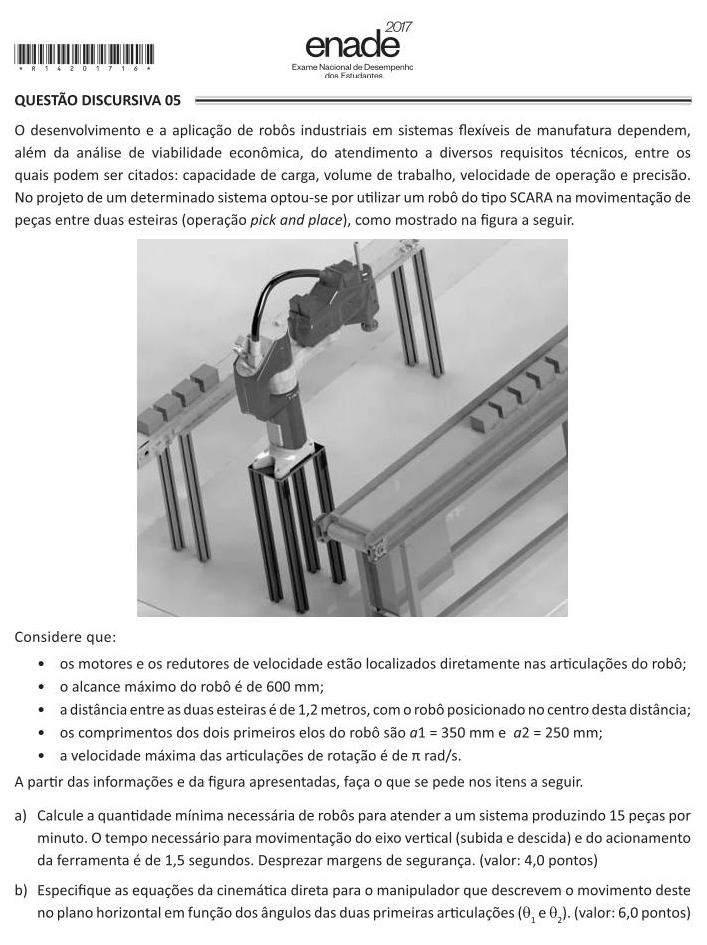 2017
enade
Exame Nacional de Desempenho
dos Estudantes
* R 1 4 2 0 1 7 1 6 *
QUESTÃO DISCURSIVA 05
O desenvolvimento e a aplicação de robôs industriais em sistemas flexíveis de manufatura dependem,
além da análise de viabilidade econômica, do atendimento a diversos requisitos técnicos, entre os
quais podem ser citados: capacidade de carga, volume de trabalho, velocidade de operação e precisão.
No projeto de um determinado sistema optou-se por utilizar um robô do tipo SCARA na movimentação de
peças entre duas esteiras (operação pick and place), como mostrado na figura a seguir.
Considere que:
• os motores e os redutores de velocidade estão localizados diretamente nas articulações do robô;
• o alcance máximo do robô é de 600 mm;
• a distância entre as duas esteiras é de 1,2 metros, com o robô posicionado no centro desta distância;
• os comprimentos dos dois primeiros elos do robô são a1 = 350 mm e a2 = 250 mm;
• a velocidade máxima das articulações de rotação é de π rad/s.
A partir das informações e da figura apresentadas, faça o que se pede nos itens a seguir.
a) Calcule a quantidade mínima necessária de robôs para atender a um sistema produzindo 15 peças por
minuto. O tempo necessário para movimentação do eixo vertical (subida e descida) e do acionamento
da ferramenta é de 1,5 segundos. Desprezar margens de segurança. (valor: 4,0 pontos)
b) Especifique as equações da cinemática direta para o manipulador que descrevem o movimento deste
no plano horizontal em função dos ângulos das duas primeiras articulações (θ₁ e θ₂). (valor: 6,0 pontos)